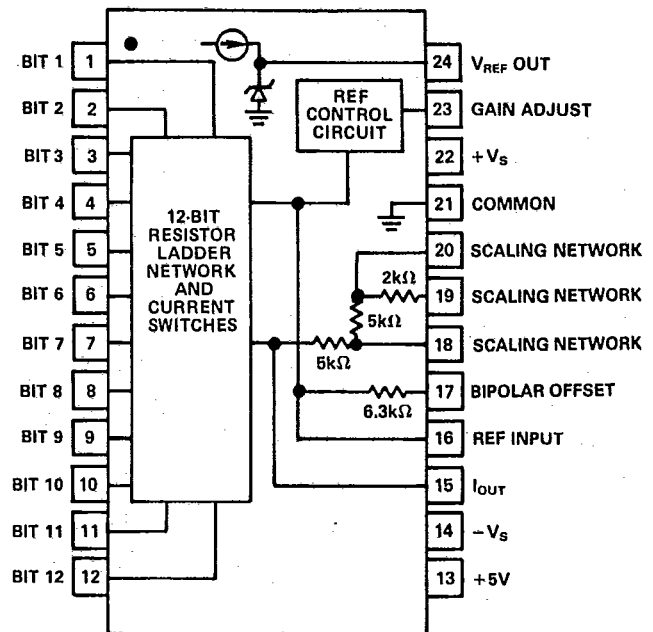 BIT 1 1
BIT 2 2
BIT 3 3
BIT 4 4
BIT 5 5
BIT 6 6
BIT 7 7
BIT 8 8
BIT 9 9
BIT 10 10
BIT 11 11
BIT 12 12
12-BIT
RESISTOR
LADDER
NETWORK
AND
CURRENT
SWITCHES
REF
CONTROL
CIRCUIT
2kΩ
5kΩ
5kΩ
6.3kΩ
24 VREF OUT
23 GAIN ADJUST
22 +VS
21 COMMON
20 SCALING NETWORK
19 SCALING NETWORK
18 SCALING NETWORK
17 BIPOLAR OFFSET
16 REF INPUT
15 IOUT
14 -VS
13 +5V